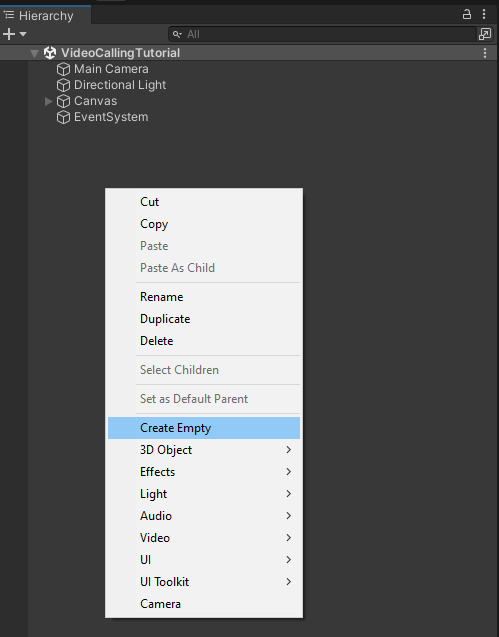 Hierarchy
All
VideoCallingTutorial
Main Camera
Directional Light
Canvas
EventSystem
Cut
Copy
Paste
Paste As Child
Rename
Duplicate
Delete
Select Children
Set as Default Parent
Create Empty
3D Object
Effects
Light
Audio
Video
UI
UI Toolkit
Camera